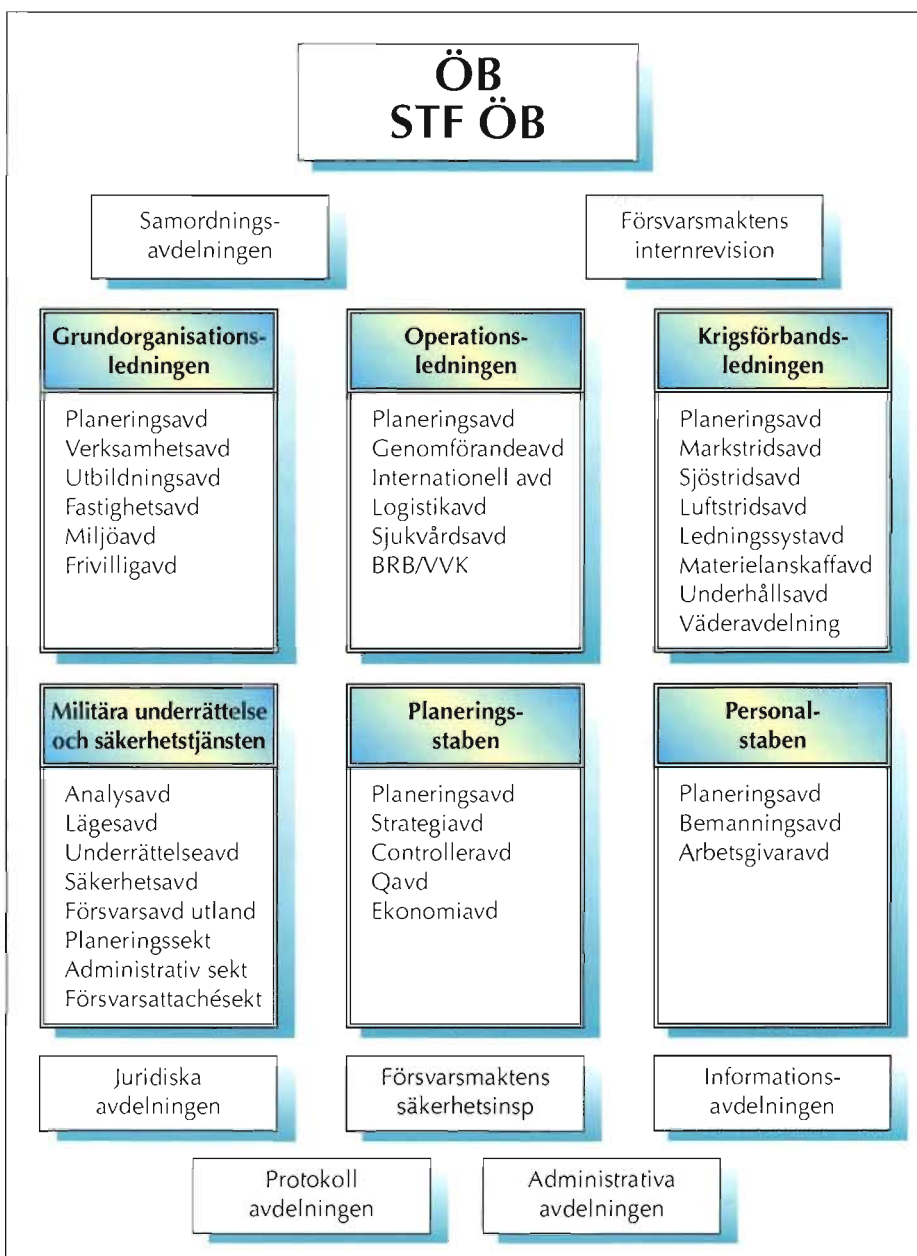 ÖB
STF ÖB
Samordnings-
avdelningen
Försvarsmaktens
internrevision
Grundorganisations-
ledningen
Planeringsavd
Verksamhetsavd
Utbildningsavd
Fastighetsavd
Miljöavd
Frivilligavd
Operations-
ledningen
Planeringsavd
Genomförandeavd
Internationell avd
Logistikavd
Sjukvårdsavd
BRB/VVK
Krigsförbands-
ledningen
Planeringsavd
Markstridsavd
Sjöstridsavd
Luftstridsavd
Ledningssystavd
Materielanskaffavd
Underhållsavd
Väderavdelning
Militära underrättelse
och säkerhetstjänsten
Analysavd
Lägesavd
Underrättelseavd
Säkerhetsavd
Försvarsavd utland
Planeringssekt
Administrativ sekt
Försvarsattachésekt
Planerings-
staben
Planeringsavd
Strategiavd
Controlleravd
Qavd
Ekonomiavd
Personal-
staben
Planeringsavd
Bemanningsavd
Arbetsgivaravd
Juridiska
avdelningen
Försvarsmaktens
säkerhetsinsp
Informations-
avdelningen
Protokoll
avdelningen
Administrativa
avdelningen